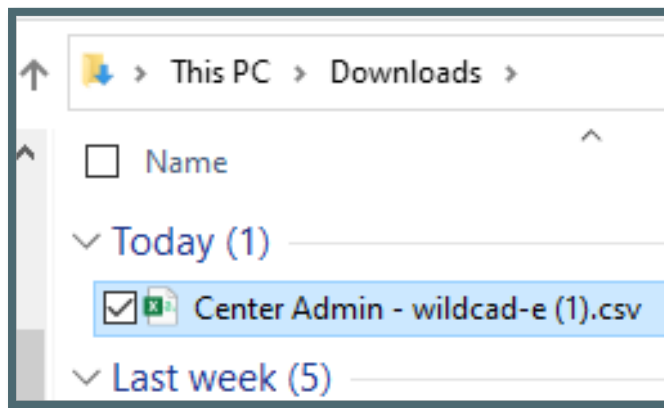 This PC > Downloads >
Name
Today (1)
Center Admin - wildcad-e (1).csv
Last week (5)